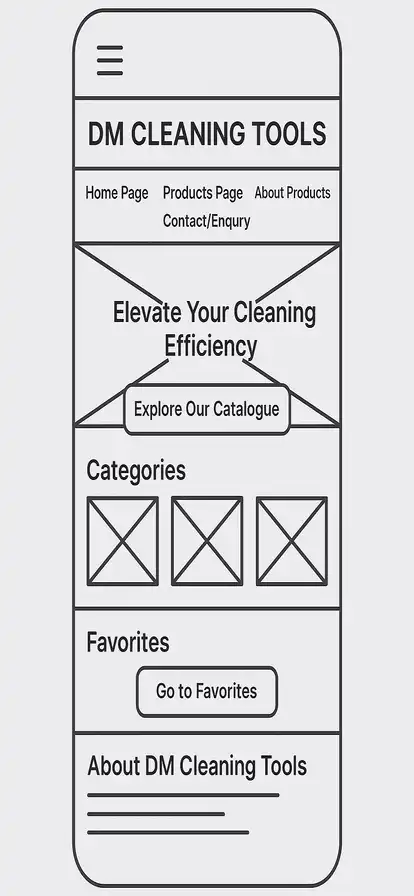 DM CLEANING TOOLS
Home Page Products Page About Products
Contact/Enqury
Elevate Your Cleaning
Efficiency
Explore Our Catalogue
Categories
Favorites
Go to Favorites
About DM Cleaning Tools